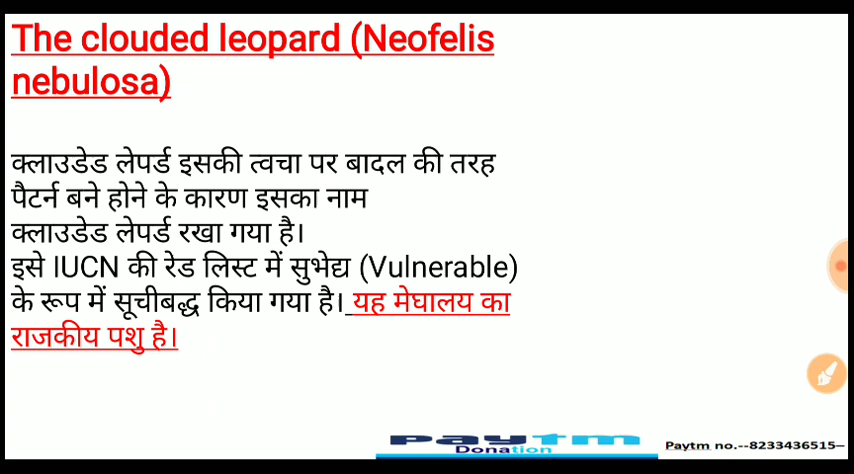 The clouded leopard (Neofelis
nebulosa)
क्लाउडेड लेपर्ड इसकी त्वचा पर बादल की तरह
पैटर्न बने होने के कारण इसका नाम
क्लाउडेड लेपर्ड रखा गया है।
इसे IUCN की रेड लिस्ट में सुभेद्य (Vulnerable)
के रूप में सूचीबद्ध किया गया है। यह मेघालय का
राजकीय पशु है।
paytm
Donation
Paytm no.--8233436515--